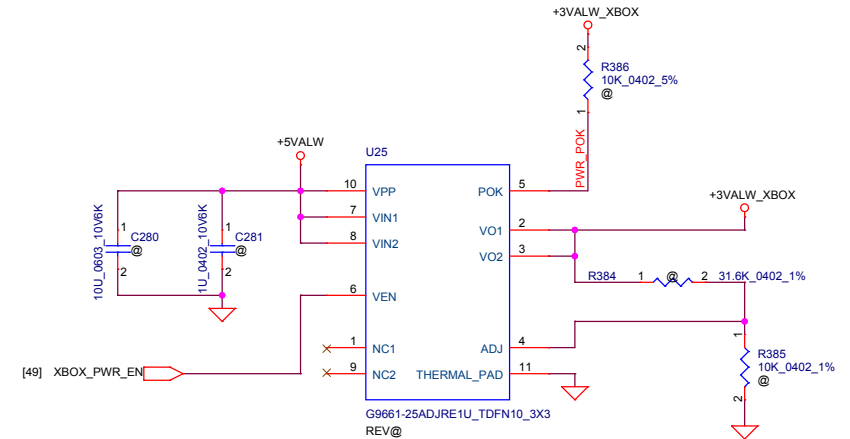 +3VALW_XBOX
2
R386
10K_0402_5%
@
1
PWR_POK
+5VALW
U25
10
VPP
POK
5
+3VALW_XBOX
7
VIN1
VO1
2
8
VIN2
VO2
3
1
C280
@
2
10U_0603_10V6K
1
C281
@
2
1U_0402_10V6K
R384
1
@
2
31.6K_0402_1%
6
VEN
1
NC1
ADJ
4
1
R385
10K_0402_1%
@
2
[49]
XBOX_PWR_EN
9
NC2
THERMAL_PAD
11
G9661-25ADJRE1U_TDFN10_3X3
REV@